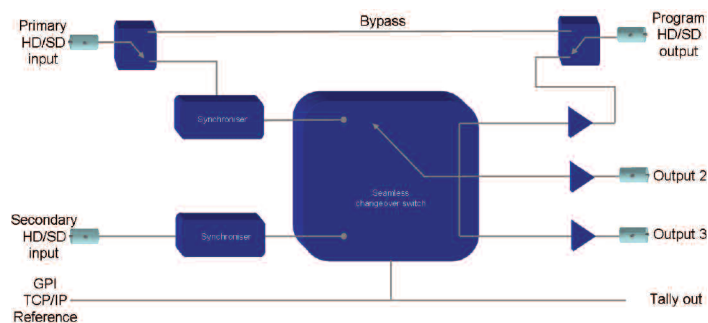 Primary
HD/SD
input
Bypass
Program
HD/SD
output
Synchroniser
Seamless
changeover switch
Output 2
Secondary
HD/SD
input
Synchroniser
Output 3
GPI
TCP/IP
Reference
Tally out